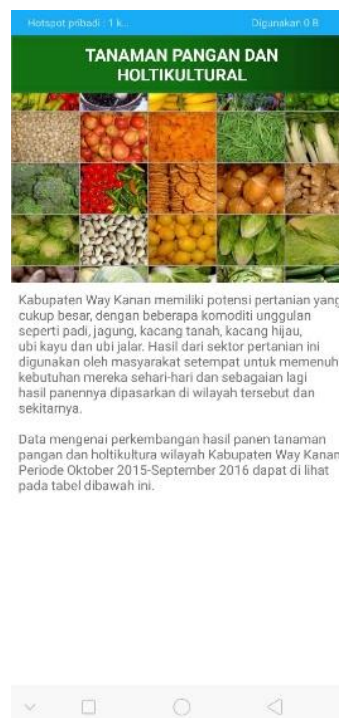 Hotspot pribadi : 1 k... Digunakan 0 B
TANAMAN PANGAN DAN
HOLTIKULTURAL
Kabupaten Way Kanan memiliki potensi pertanian yang
cukup besar, dengan beberapa komoditi unggulan
seperti padi, jagung, kacang tanah, kacang hijau,
ubi kayu dan ubi jalar. Hasil dari sektor pertanian ini
digunakan oleh masyarakat setempat untuk memenuh
kebutuhan mereka sehari-hari dan sebagaian lagi
hasil panennya dipasarkan di wilayah tersebut dan
sekitarnya.
Data mengenai perkembangan hasil panen tanaman
pangan dan holtikultura wilayah Kabupaten Way Kanan
Periode Oktober 2015-September 2016 dapat di lihat
pada tabel dibawah ini.